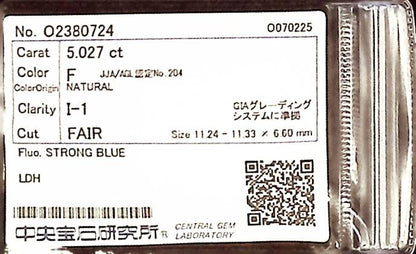 No. O2380724 O070225
Carat 5.027 ct
Color F JJA/AGL認定No.204
ColorOrigin NATURAL
Clarity I-1 GIAグレーディング
システムに準拠
Cut FAIR Size 11.24 - 11.33 × 6.60 mm
Fluo. STRONG BLUE
LDH
中央宝石研究所® CENTRAL GEM
LABORATORY